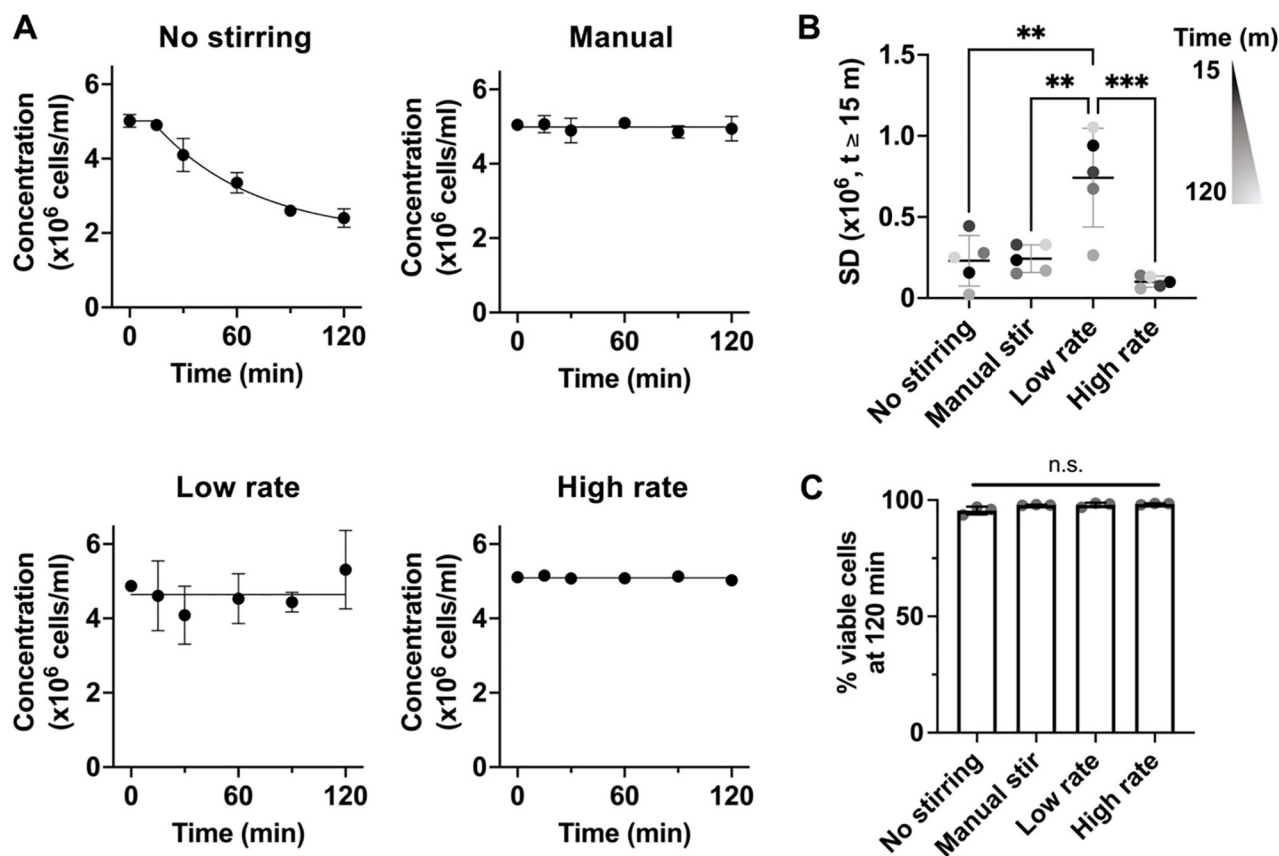 A
No stirring
Concentration
(x10⁶ cells/ml)
6
4
2
0
0 60 120
Time (min)
Manual
Concentration
(x10⁶ cells/ml)
6
4
2
0
0 60 120
Time (min)
Low rate
Concentration
(x10⁶ cells/ml)
6
4
2
0
0 60 120
Time (min)
High rate
Concentration
(x10⁶ cells/ml)
6
4
2
0
0 60 120
Time (min)
B
SD (x10⁶, t ≥ 15 m)
1.5
1.0
0.5
0
**
** ***
No stirring
Manual stir
Low rate
High rate
Time (m)
15
120
C
n.s.
% viable cells
at 120 min
100
50
0
No stirring
Manual stir
Low rate
High rate